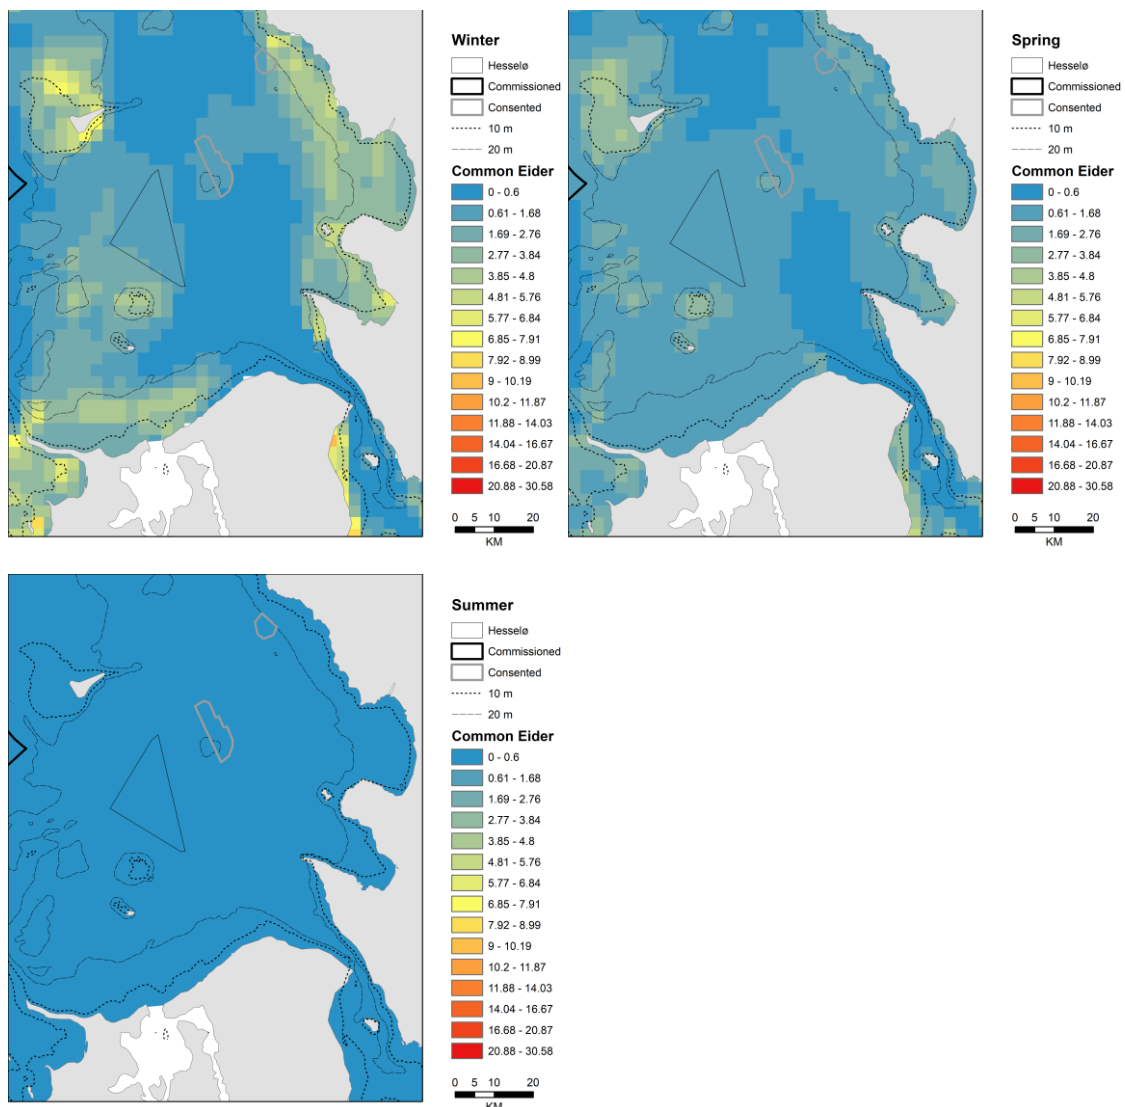 Winter
Hesselø
Commissioned
Consented
10 m
20 m
Common Eider
0 - 0.6
0.61 - 1.68
1.69 - 2.76
2.77 - 3.84
3.85 - 4.8
4.81 - 5.76
5.77 - 6.84
6.85 - 7.91
7.92 - 8.99
9 - 10.19
10.2 - 11.87
11.88 - 14.03
14.04 - 16.67
16.68 - 20.87
20.88 - 30.58
0 5 10 20
KM
Spring
Hesselø
Commissioned
Consented
10 m
20 m
Common Eider
0 - 0.6
0.61 - 1.68
1.69 - 2.76
2.77 - 3.84
3.85 - 4.8
4.81 - 5.76
5.77 - 6.84
6.85 - 7.91
7.92 - 8.99
9 - 10.19
10.2 - 11.87
11.88 - 14.03
14.04 - 16.67
16.68 - 20.87
20.88 - 30.58
0 5 10 20
KM
Summer
Hesselø
Commissioned
Consented
10 m
20 m
Common Eider
0 - 0.6
0.61 - 1.68
1.69 - 2.76
2.77 - 3.84
3.85 - 4.8
4.81 - 5.76
5.77 - 6.84
6.85 - 7.91
7.92 - 8.99
9 - 10.19
10.2 - 11.87
11.88 - 14.03
14.04 - 16.67
16.68 - 20.87
20.88 - 30.58
0 5 10 20
KM